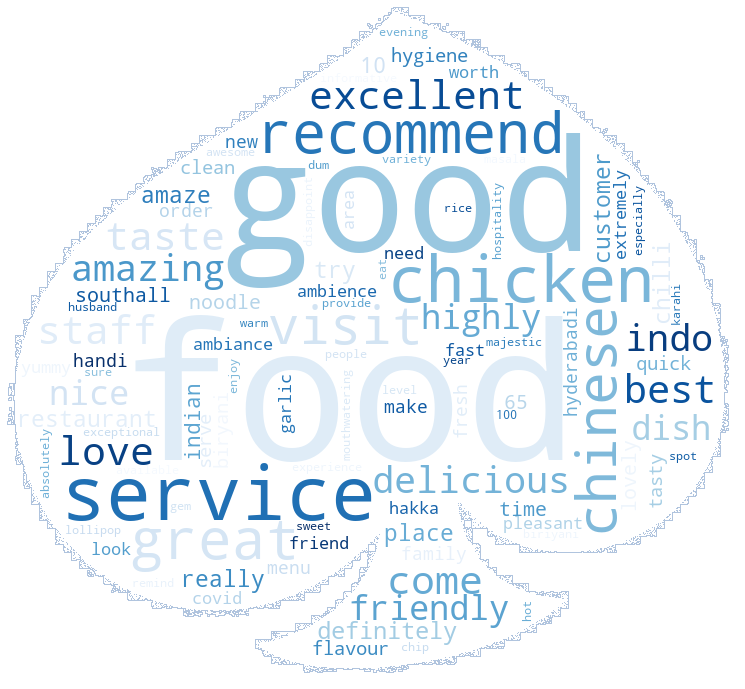 evening
hygiene
10
worth
excellent
recommend
new
awesome
clean
dum
variety
good
amaze
order
disappoint
area
rice
hospitality
customer
extremely
especially
taste
amazing
need
try
eat
chicken
chilli
southall
noodle
ambience
provide
karahi
husband
warm
highly
staff
visit
hyderabadi
indo
handi
ambiance
people
fast
majestic
year
quick
yummy
sure
food
enjoy
level
chinese
best
nice
indian
garlic
mouthwatering
make
fresh
65
100
restaurant
serve
biryani
dish
exceptional
love
absolutely
lovely
tasty
spot
experience
service
delicious
gem
hakka
time
sweet
pleasant
lollipop
great
friend
place
biriyani
look
family
really
menu
remind
come
covid
friendly
hot
definitely
flavour
chip